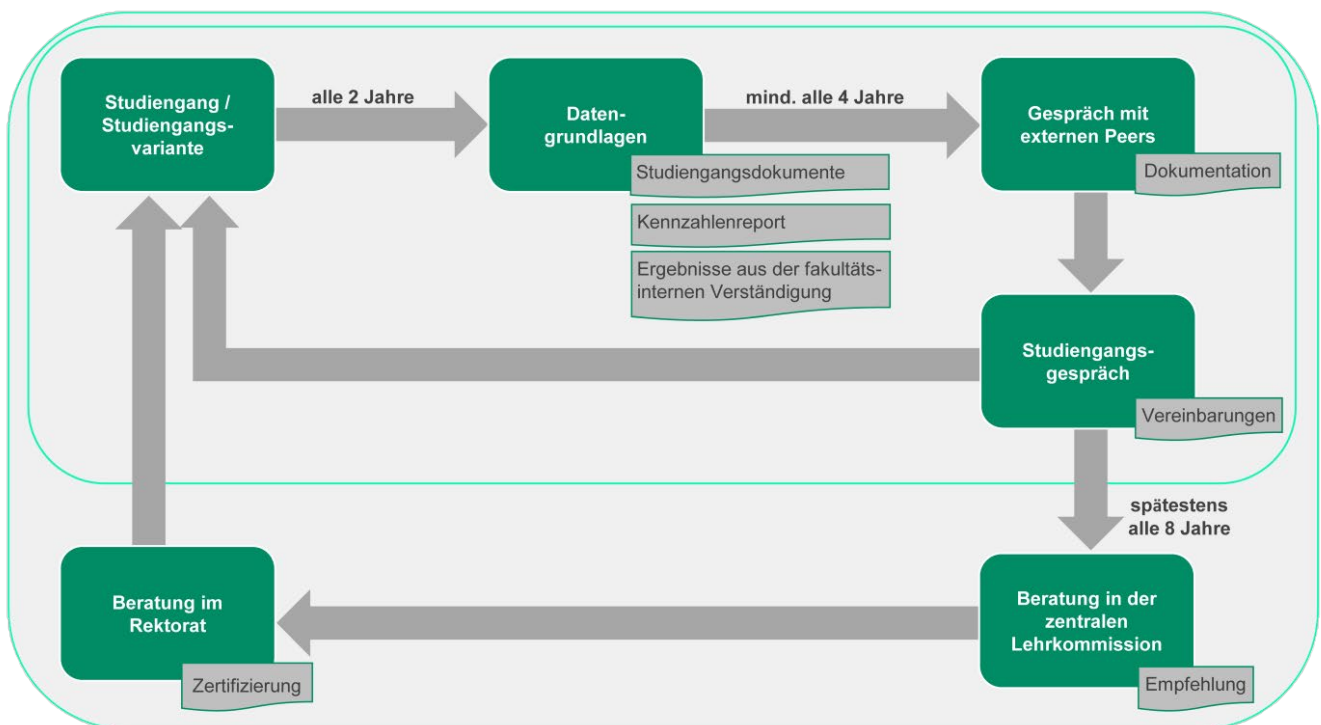 Studiengang /
Studiengangs-
variante
alle 2 Jahre
Daten-
grundlagen
Studiengangsdokumente
Kennzahlenreport
Ergebnisse aus der fakultäts-
internen Verständigung
mind. alle 4 Jahre
Gespräch mit
externen Peers
Dokumentation
Studiengangs-
gespräch
Vereinbarungen
spätestens
alle 8 Jahre
Beratung in der
zentralen
Lehrkommission
Empfehlung
Beratung im
Rektorat
Zertifizierung